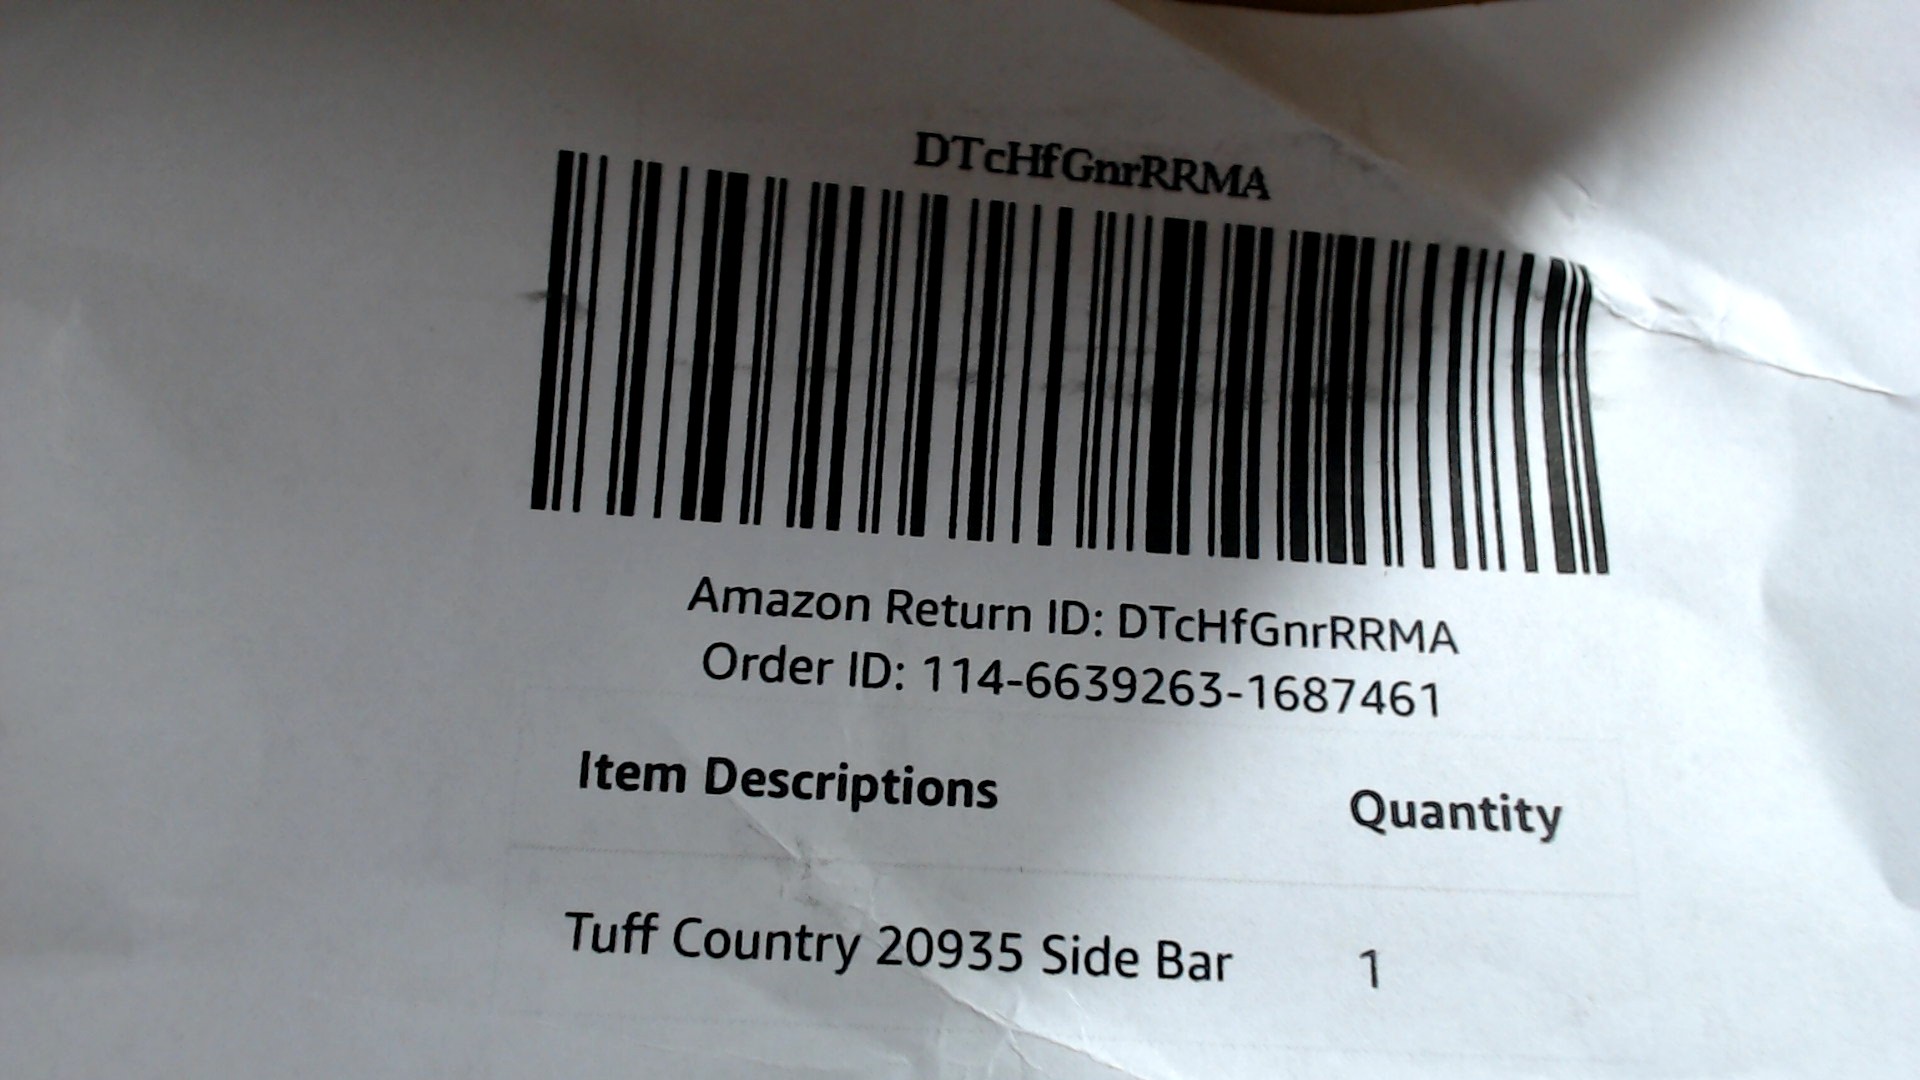 DTcHfGnrRRMA
Amazon Return ID: DTcHfGnrRRMA
Order ID: 114-6639263-1687461
Item Descriptions Quantity
Tuff Country 20935 Side Bar 1